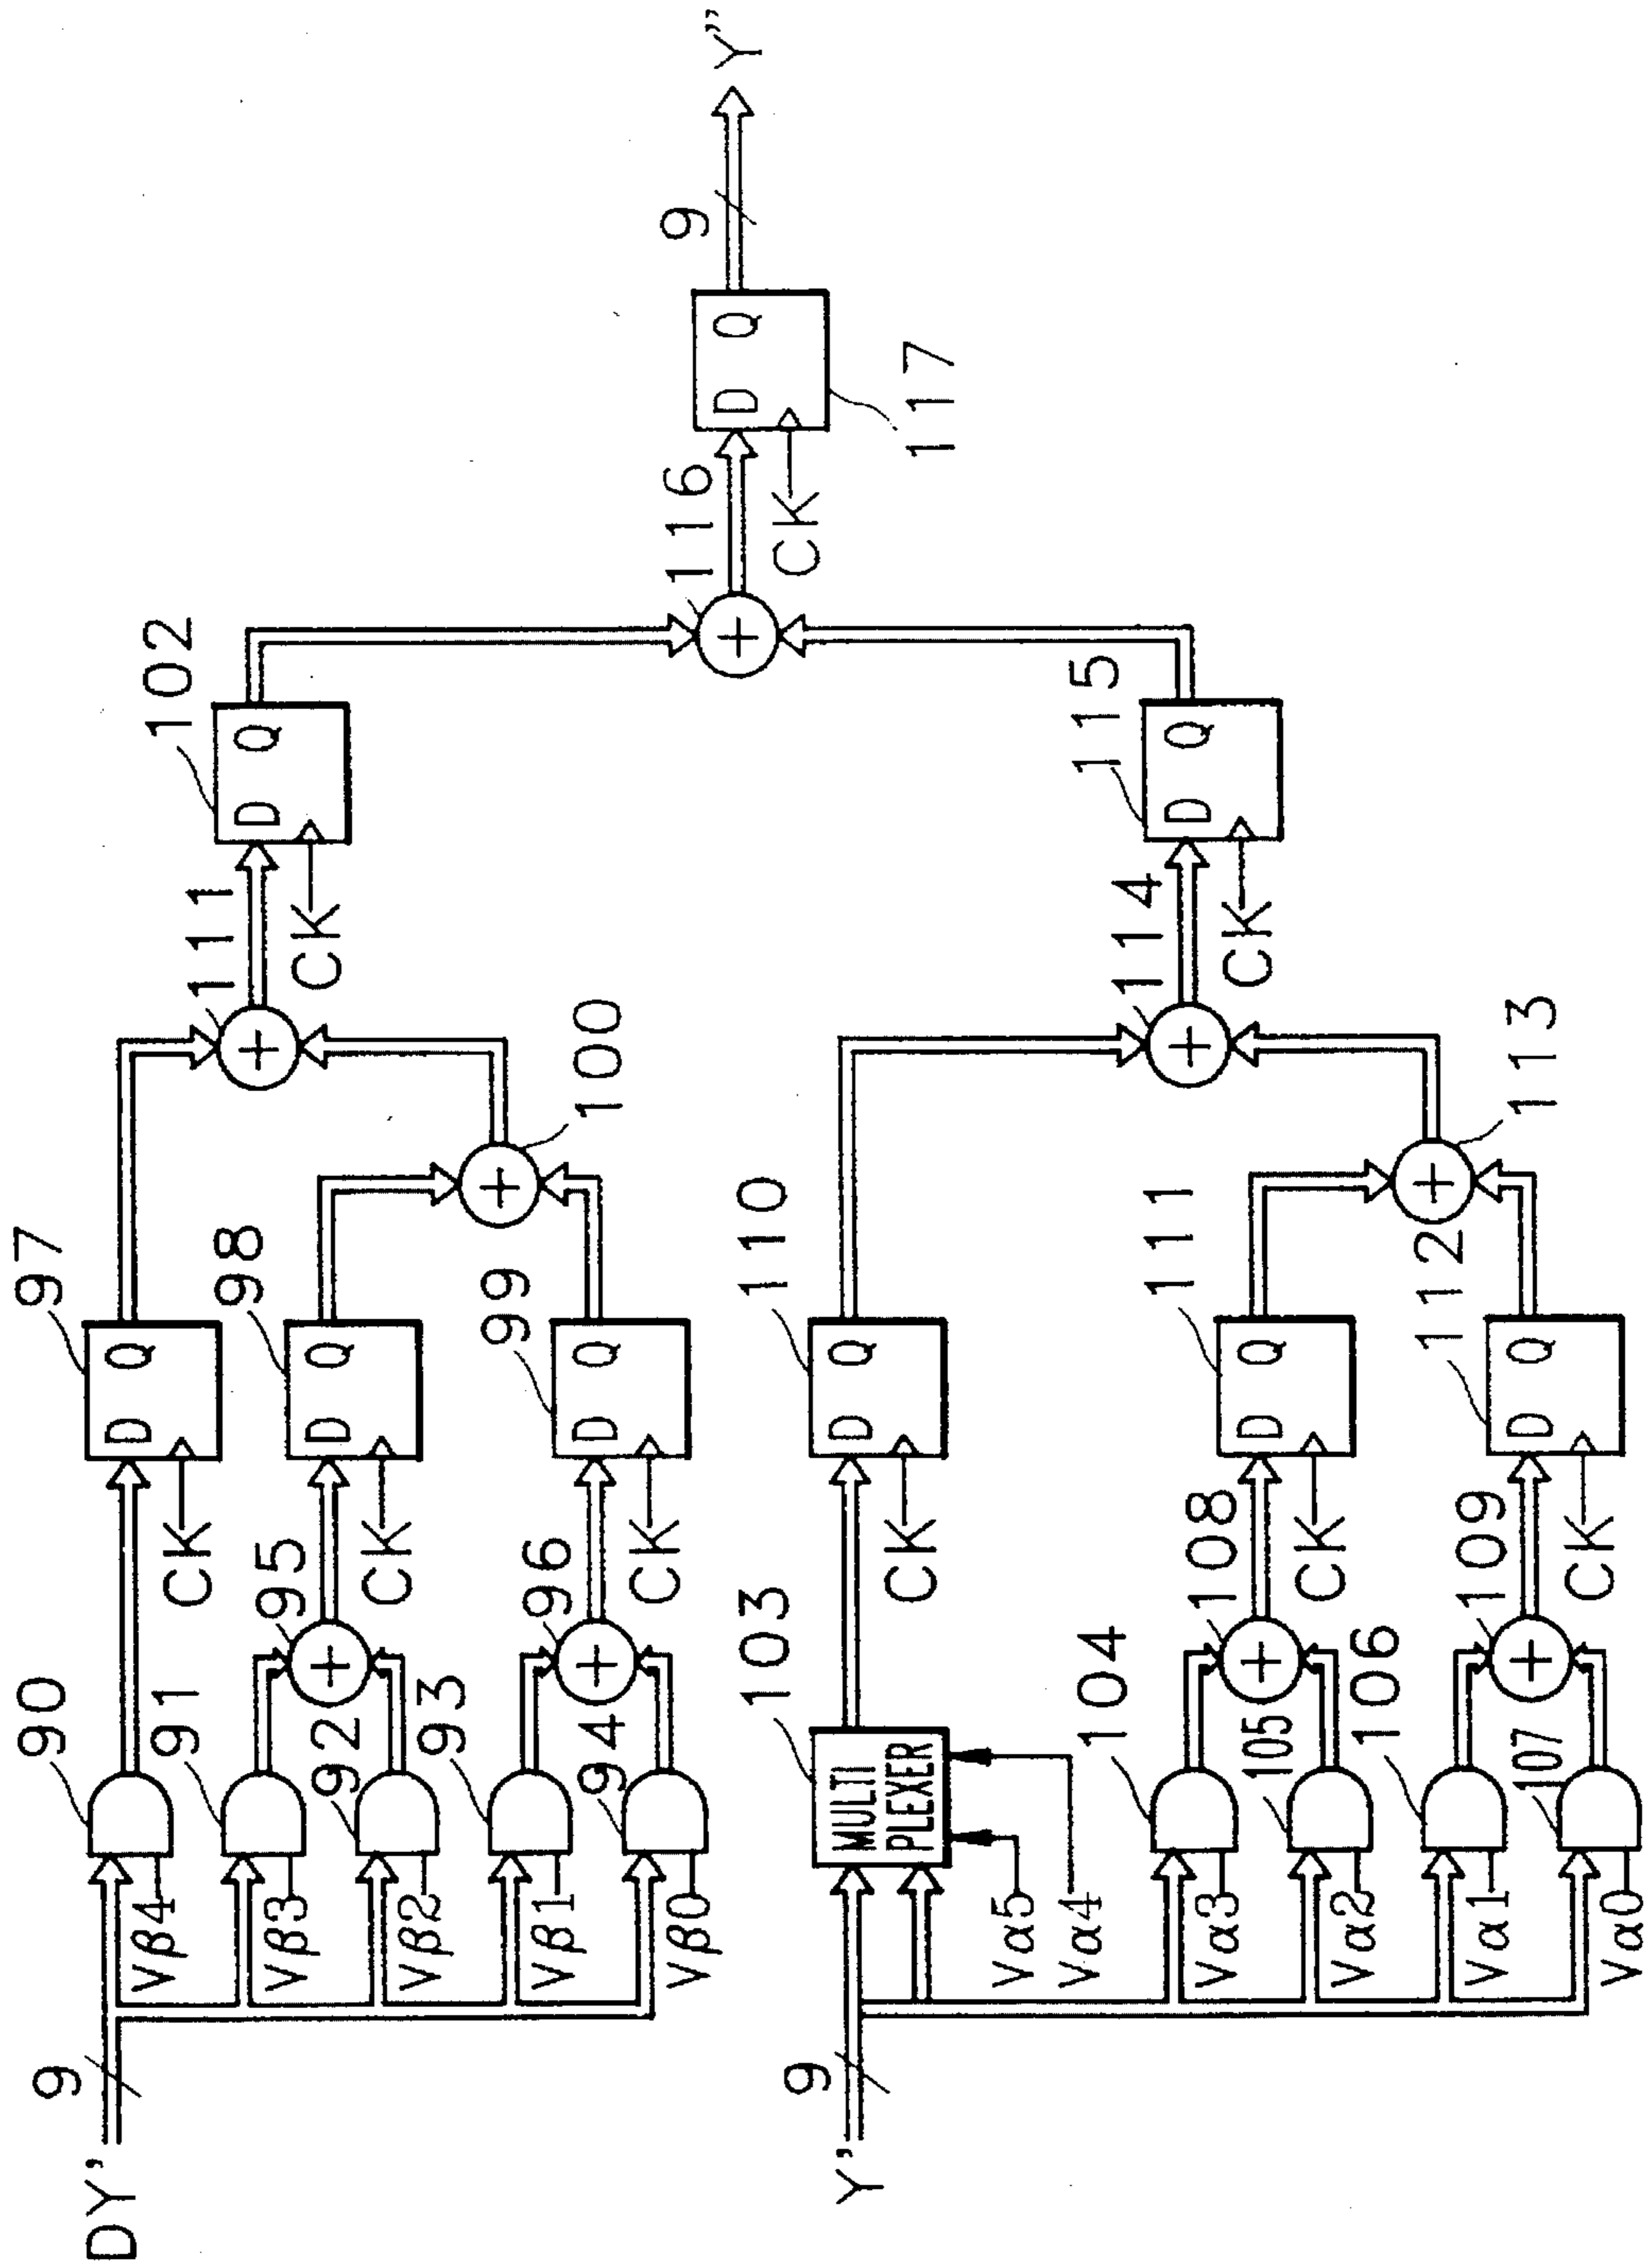 DY'
9
Vβ4
Vβ3
Vβ2
Vβ1
Vβ0
90
91
92
93
94
95
96
97
D Q
CK
98
D Q
CK
99
D Q
CK
100
111
102
D Q
CK
Y'
9
103
MULTI
PLEXER
Vα5
Vα4
Vα3
Vα2
Vα1
Vα0
104
105
106
107
108
109
110
D Q
CK
111
D Q
CK
112
D Q
CK
113
114
115
D Q
CK
116
117
D Q
CK
9
Y"